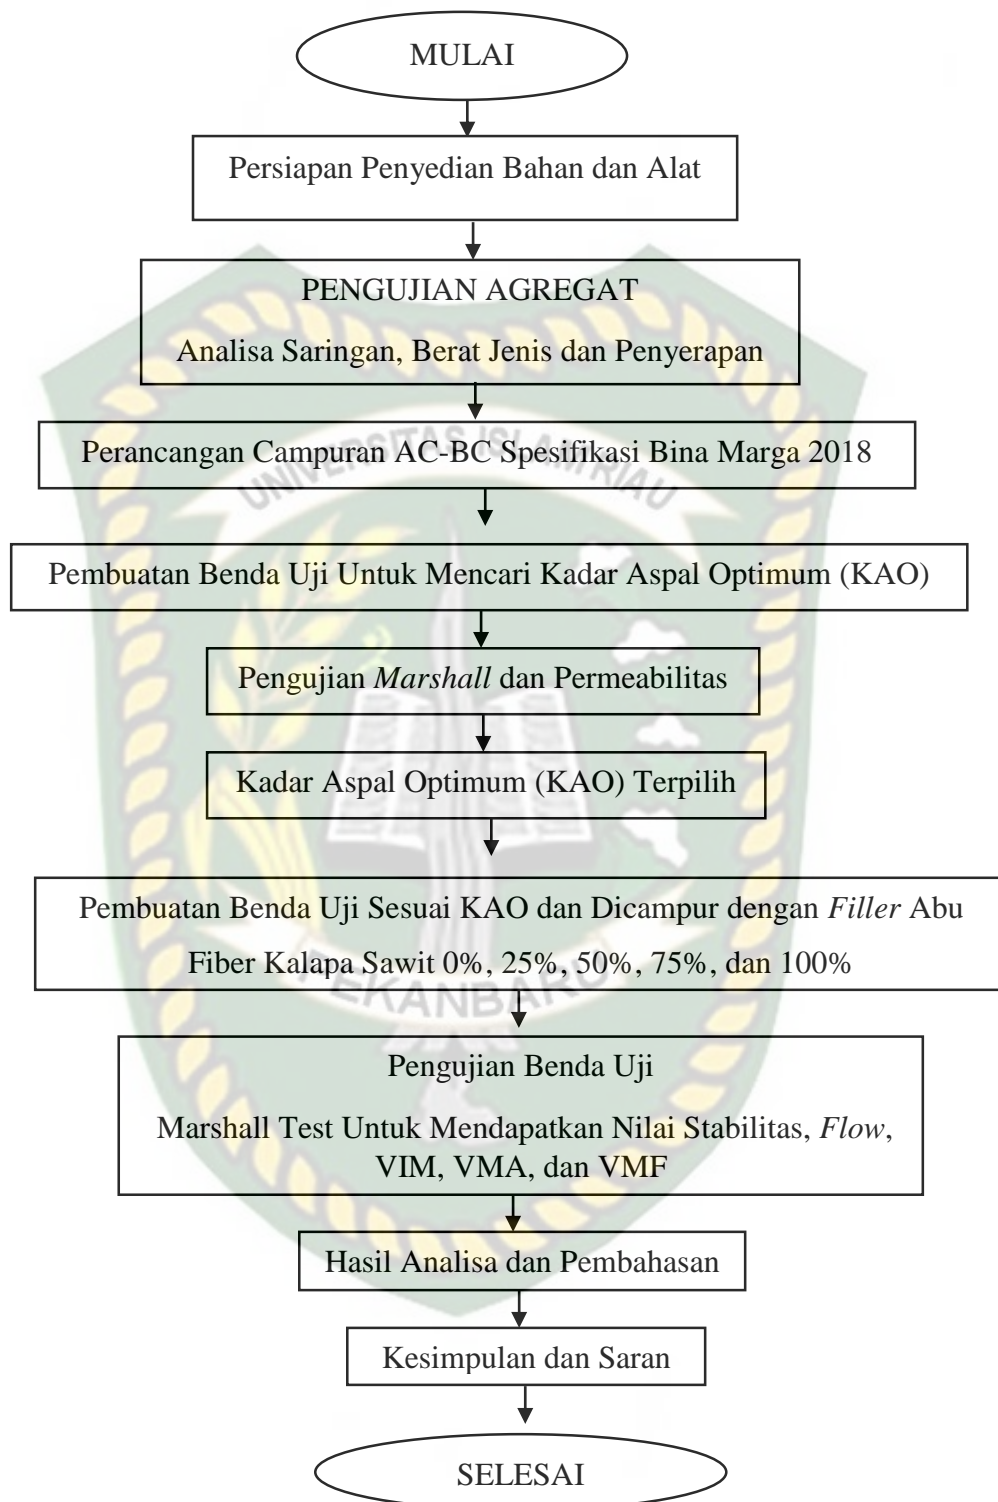 MULAI
Persiapan Penyedian Bahan dan Alat
PENGUJIAN AGREGAT
Analisa Saringan, Berat Jenis dan Penyerapan
Perancangan Campuran AC-BC Spesifikasi Bina Marga 2018
UNIVERSITAS ISLAM RIAU
Pembuatan Benda Uji Untuk Mencari Kadar Aspal Optimum (KAO)
Pengujian Marshall dan Permeabilitas
Kadar Aspal Optimum (KAO) Terpilih
Pembuatan Benda Uji Sesuai KAO dan Dicampur dengan Filler Abu
Fiber Kalapa Sawit 0%, 25%, 50%, 75%, dan 100%
PEKANBARU
Pengujian Benda Uji
Marshall Test Untuk Mendapatkan Nilai Stabilitas, Flow,
VIM, VMA, dan VMF
Hasil Analisa dan Pembahasan
Kesimpulan dan Saran
SELESAI